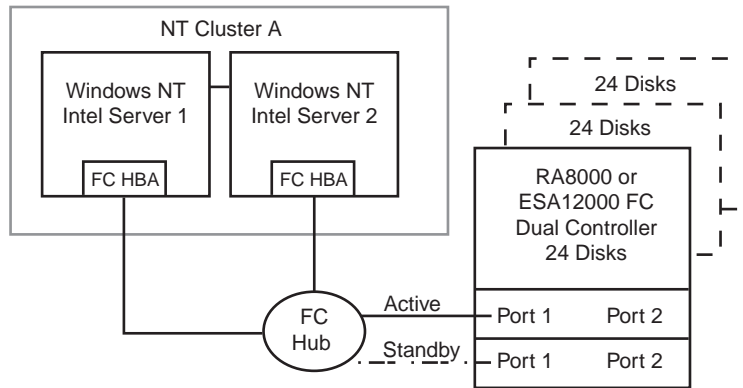 NT Cluster A
Windows NT
Intel Server 1
FC HBA
Windows NT
Intel Server 2
FC HBA
24 Disks
24 Disks
RA8000 or
ESA12000 FC
Dual Controller
24 Disks
FC
Hub
Active
Port 1 Port 2
Standby
Port 1 Port 2